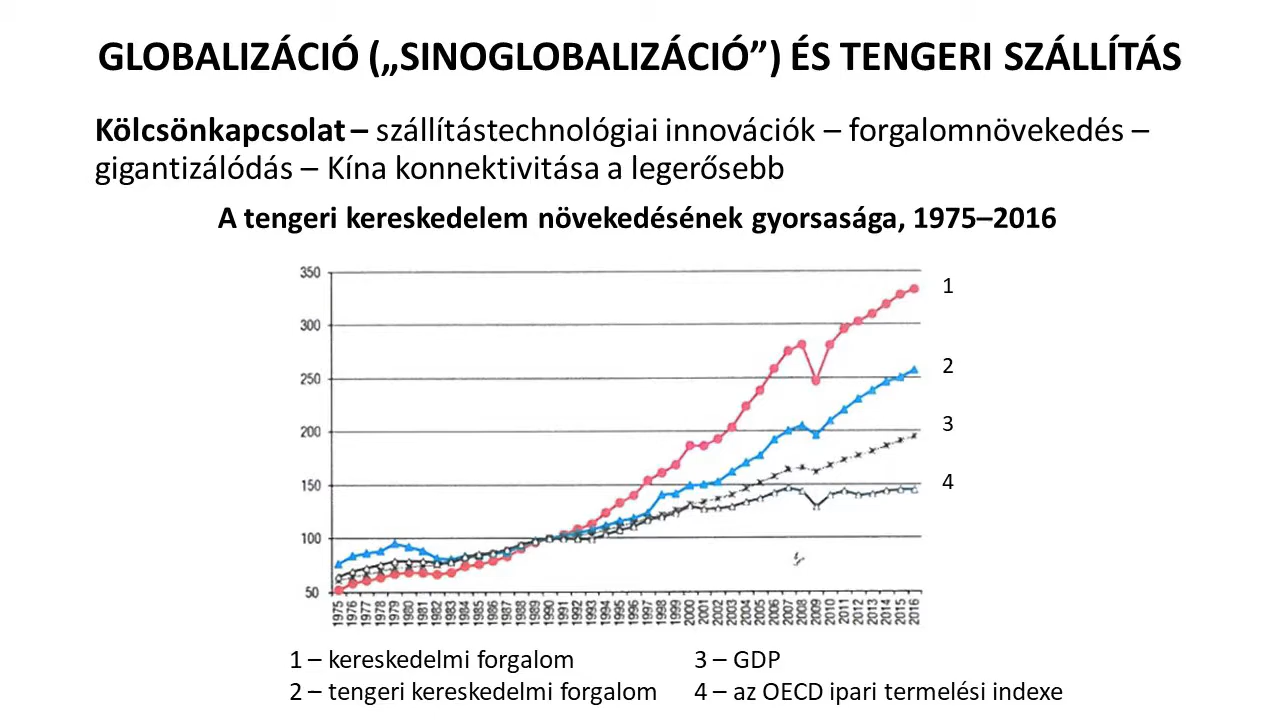 GLOBALIZÁCIÓ („SINOGLOBALIZÁCIÓ”) ÉS TENGERI SZÁLLÍTÁS
Kölcsönkapcsolat – szállítástechnológiai innovációk – forgalomnövekedés –
gigantizálódás – Kína konnektivitása a legerősebb
A tengeri kereskedelem növekedésének gyorsasága, 1975–2016
350
300
250
200
150
100
50
1
2
3
4
1975 1976 1977 1978 1979 1980 1981 1982 1983 1984 1985 1986 1987 1988 1989 1990 1991 1992 1993 1994 1995 1996 1997 1998 1999 2000 2001 2002 2003 2004 2005 2006 2007 2008 2009 2010 2011 2012 2013 2014 2015 2016
1 – kereskedelmi forgalom
2 – tengeri kereskedelmi forgalom
3 – GDP
4 – az OECD ipari termelési indexe